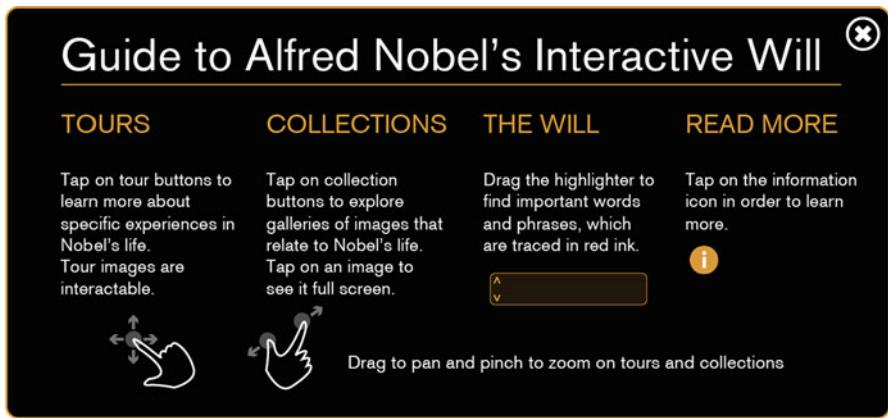 Guide to Alfred Nobel's Interactive Will
TOURS
Tap on tour buttons to
learn more about
specific experiences in
Nobel's life.
Tour images are
interactable.
COLLECTIONS
Tap on collection
buttons to explore
galleries of images that
relate to Nobel's life.
Tap on an image to
see it full screen.
THE WILL
Drag the highlighter to
find important words
and phrases, which
are traced in red ink.
READ MORE
Tap on the information
icon in order to learn
more.
i
Drag to pan and pinch to zoom on tours and collections